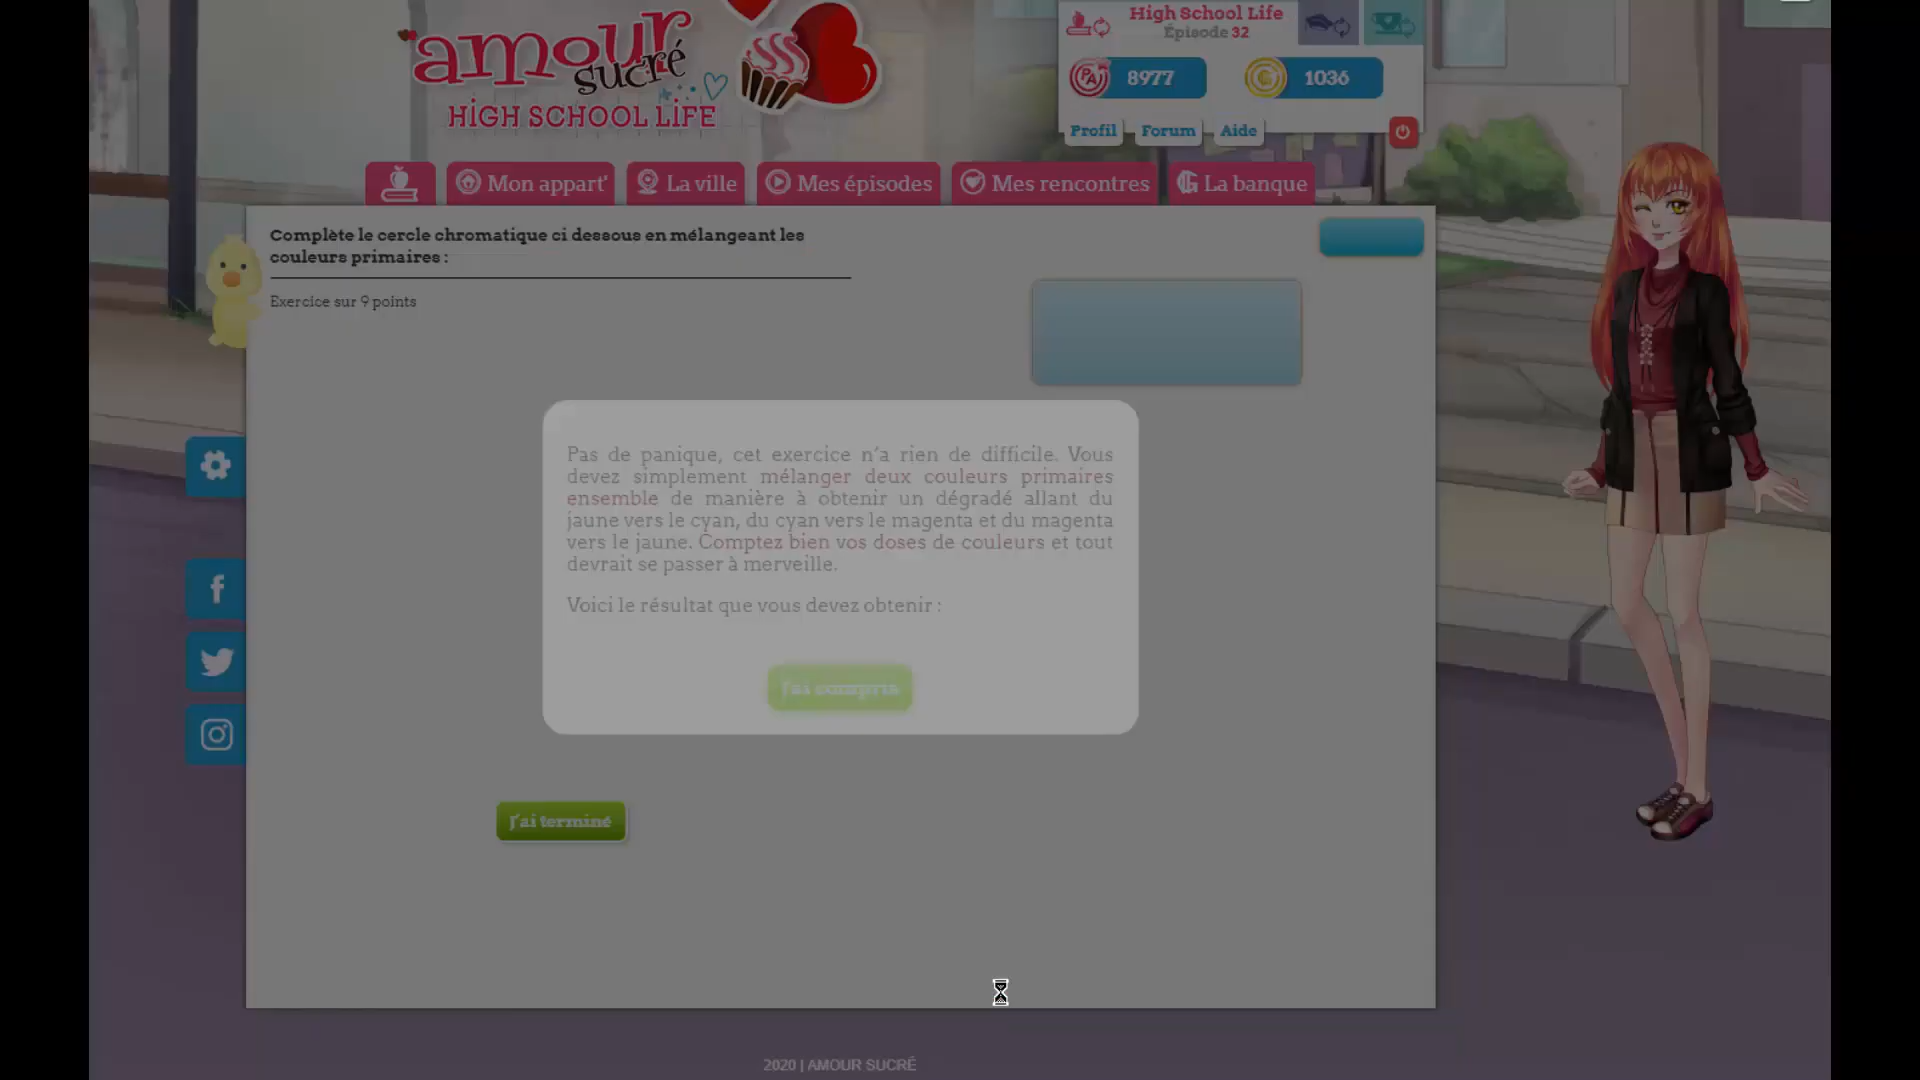 amour
sucré
HiGH SCHOOL LiFE
High School Life
Épisode 32
PA
8977
1036
Profil
Forum
Aide
Mon appart'
La ville
Mes épisodes
Mes rencontres
La banque
Complète le cercle chromatique ci dessous en mélangeant les
couleurs primaires :
Exercice sur 9 points
Pas de panique, cet exercice n'a rien de difficile. Vous
devez simplement mélanger deux couleurs primaires
ensemble de manière à obtenir un dégradé allant du
jaune vers le cyan, du cyan vers le magenta et du magenta
vers le jaune. Comptez bien vos doses de couleurs et tout
devrait se passer à merveille.
Voici le résultat que vous devez obtenir :
J'ai compris
J'ai terminé
2020 | AMOUR SUCRÉ